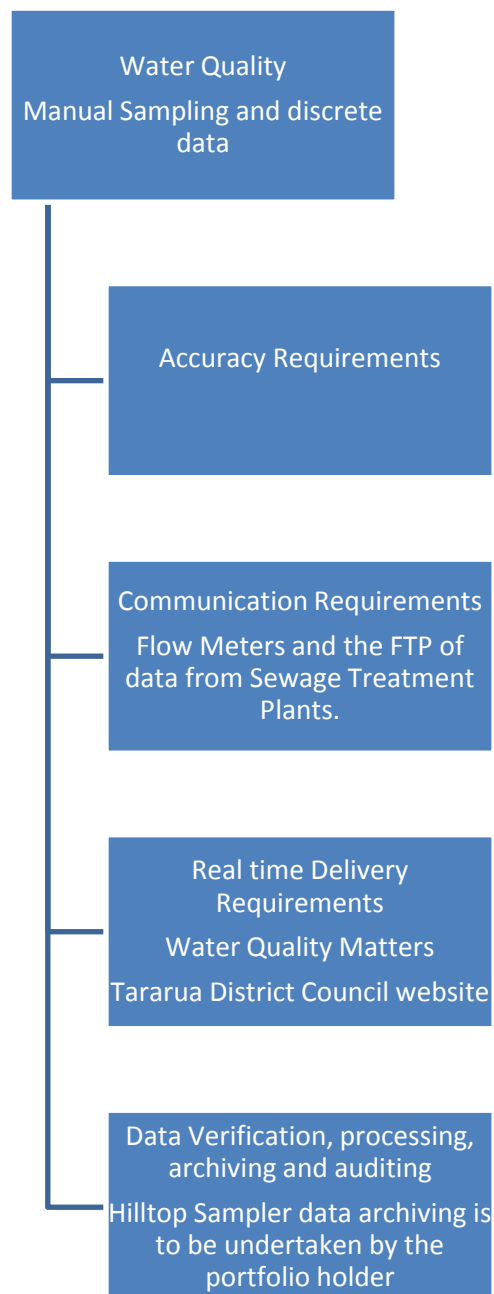 Water Quality
Manual Sampling and discrete
data
Accuracy Requirements
Communication Requirements
Flow Meters and the FTP of
data from Sewage Treatment
Plants.
Real time Delivery
Requirements
Water Quality Matters
Tararua District Council website
Data Verification, processing,
archiving and auditing
Hilltop Sampler data archiving is
to be undertaken by the
portfolio holder